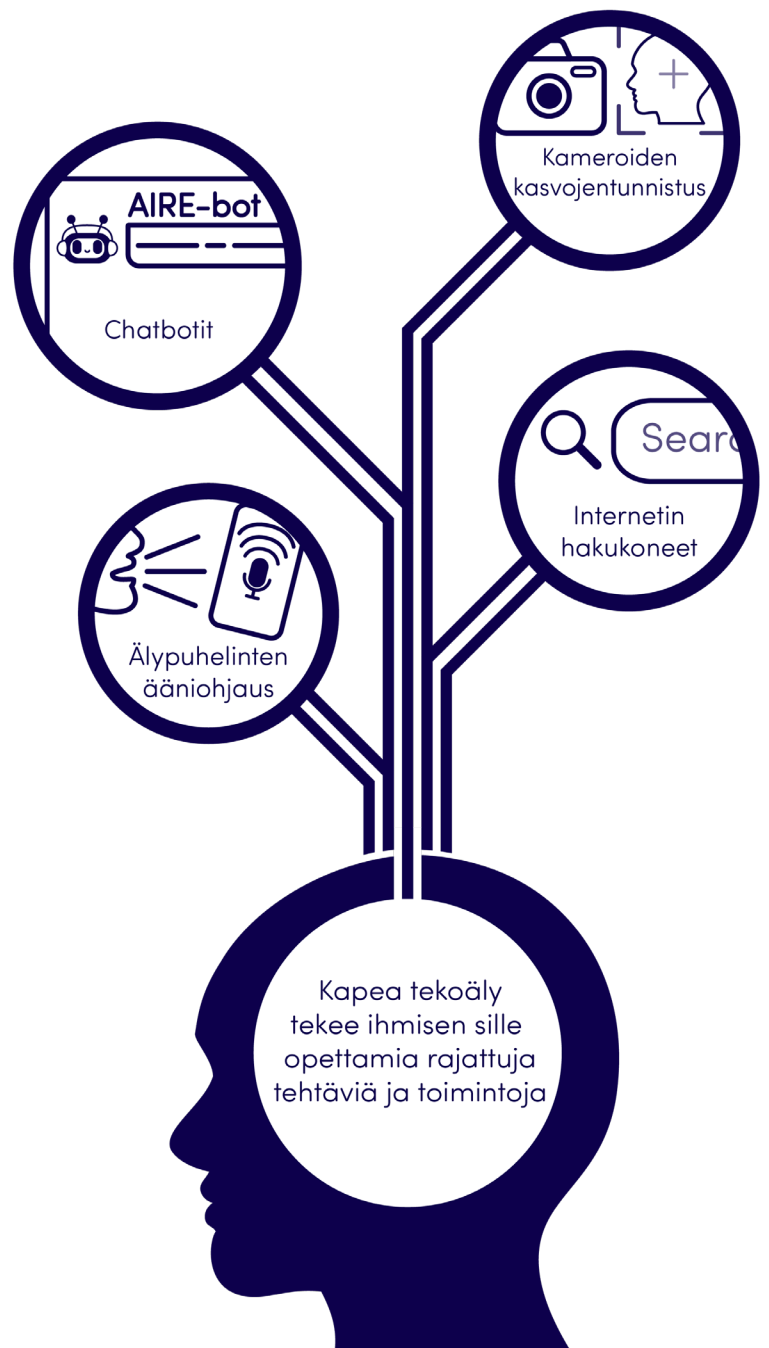 Kameroiden
kasvojentunnistus
AIRE-bot
Chatbotit
Sear
Internetin
hakukoneet
Älypuhelinten
ääniohjaus
Kapea tekoäly
tekee ihmisen sille
opettamia rajattuja
tehtäviä ja toimintoja